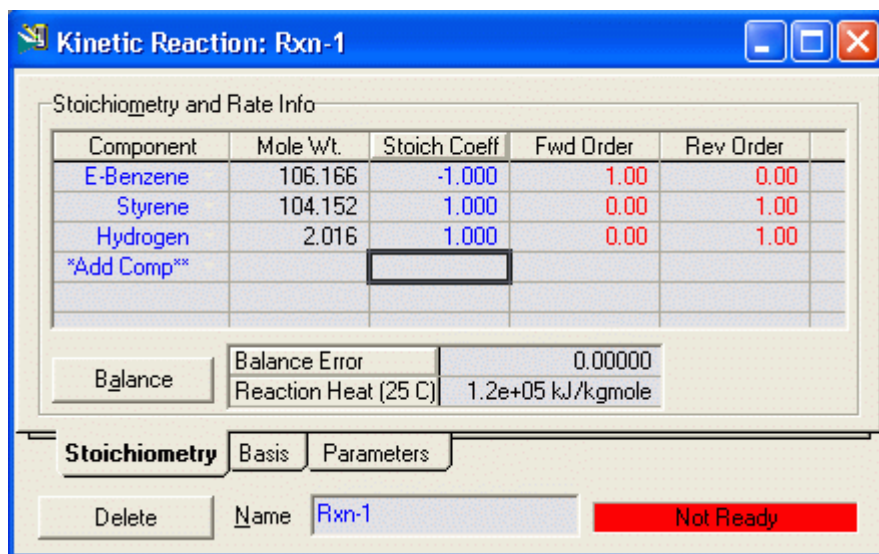 Kinetic Reaction: Rxn-1
Stoichiometry and Rate Info
Component Mole Wt. Stoich Coeff Fwd Order Rev Order
E-Benzene 106.166 -1.000 1.00 0.00
Styrene 104.152 1.000 0.00 1.00
Hydrogen 2.016 1.000 0.00 1.00
*Add Comp**
Balance
Balance Error 0.00000
Reaction Heat (25 C) 1.2e+05 kJ/kgmole
Stoichiometry Basis Parameters
Delete Name Rxn-1 Not Ready